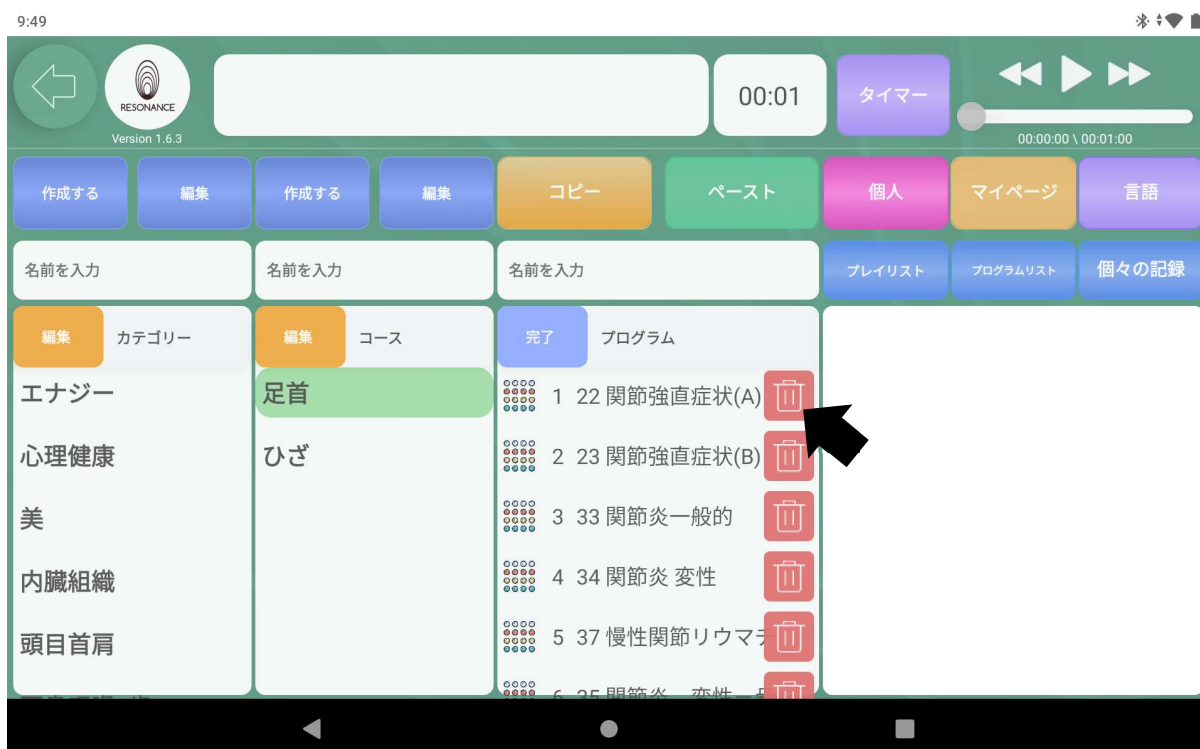 9:49
RESONANCE
Version 1.6.3
00:01
タイマー
00:00:00 \ 00:01:00
作成する
編集
作成する
編集
コピー
ペースト
個人
マイページ
言語
名前を入力
名前を入力
名前を入力
プレイリスト
プログラムリスト
個々の記録
編集 カテゴリー
エナジー
心理健康
美
内臓組織
頭目首肩
編集 コース
足首
ひざ
完了 プログラム
1 22 関節強直症状(A)
2 23 関節強直症状(B)
3 33 関節炎一般的
4 34 関節炎 変性
5 37 慢性関節リウマチ